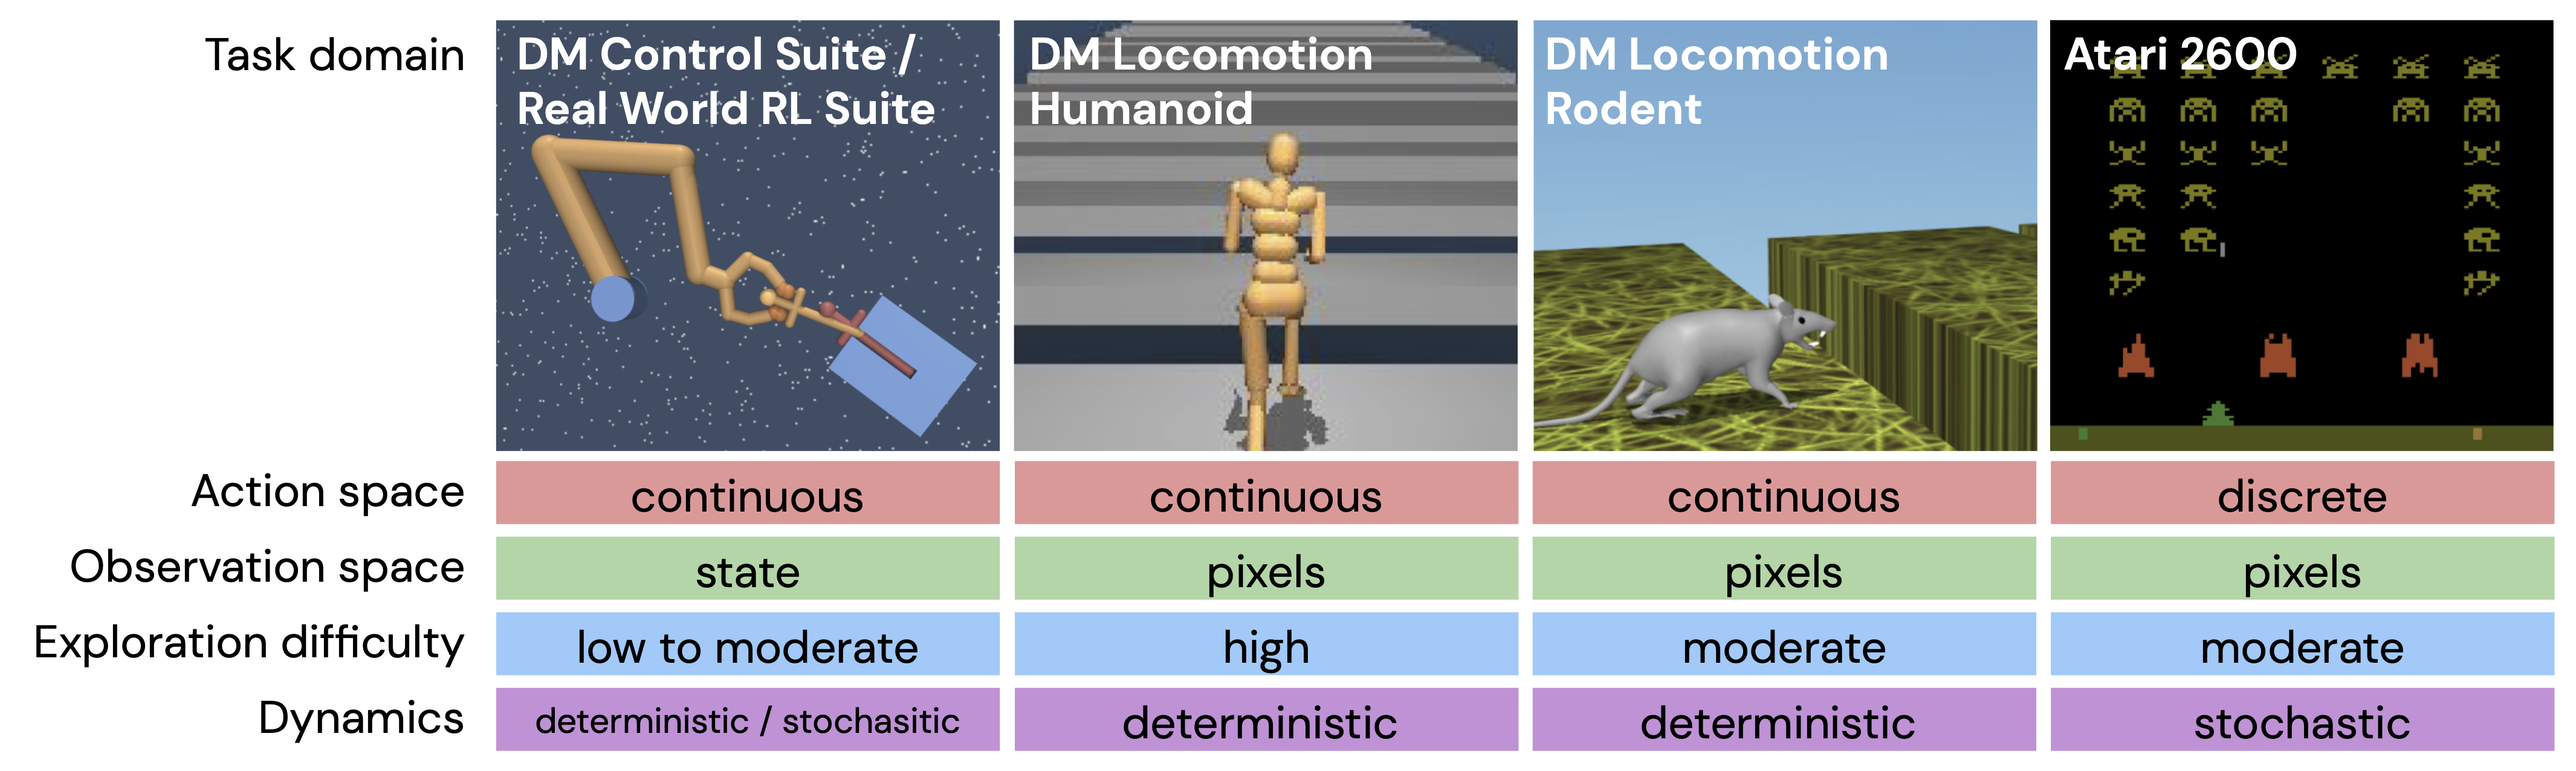 Task domain
DM Control Suite /
Real World RL Suite
DM Locomotion
Humanoid
DM Locomotion
Rodent
Atari 2600
Action space
continuous
continuous
continuous
discrete
Observation space
state
pixels
pixels
pixels
Exploration difficulty
low to moderate
high
moderate
moderate
Dynamics
deterministic / stochasitic
deterministic
deterministic
stochastic